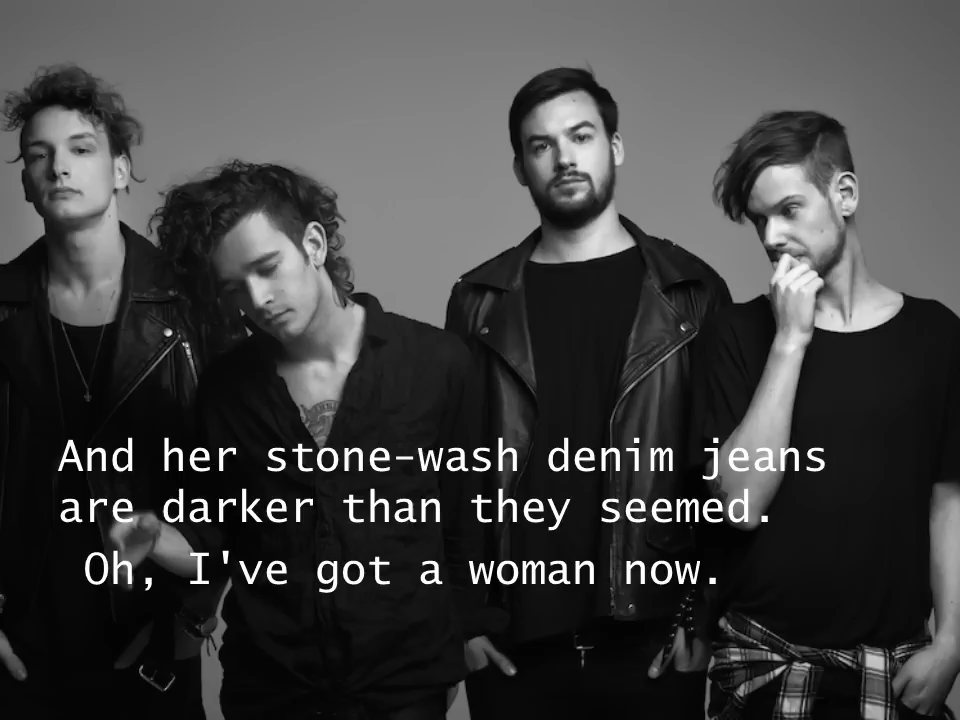 And her stone-wash denim jeans
are darker than they seemed.
Oh, I've got a woman now.